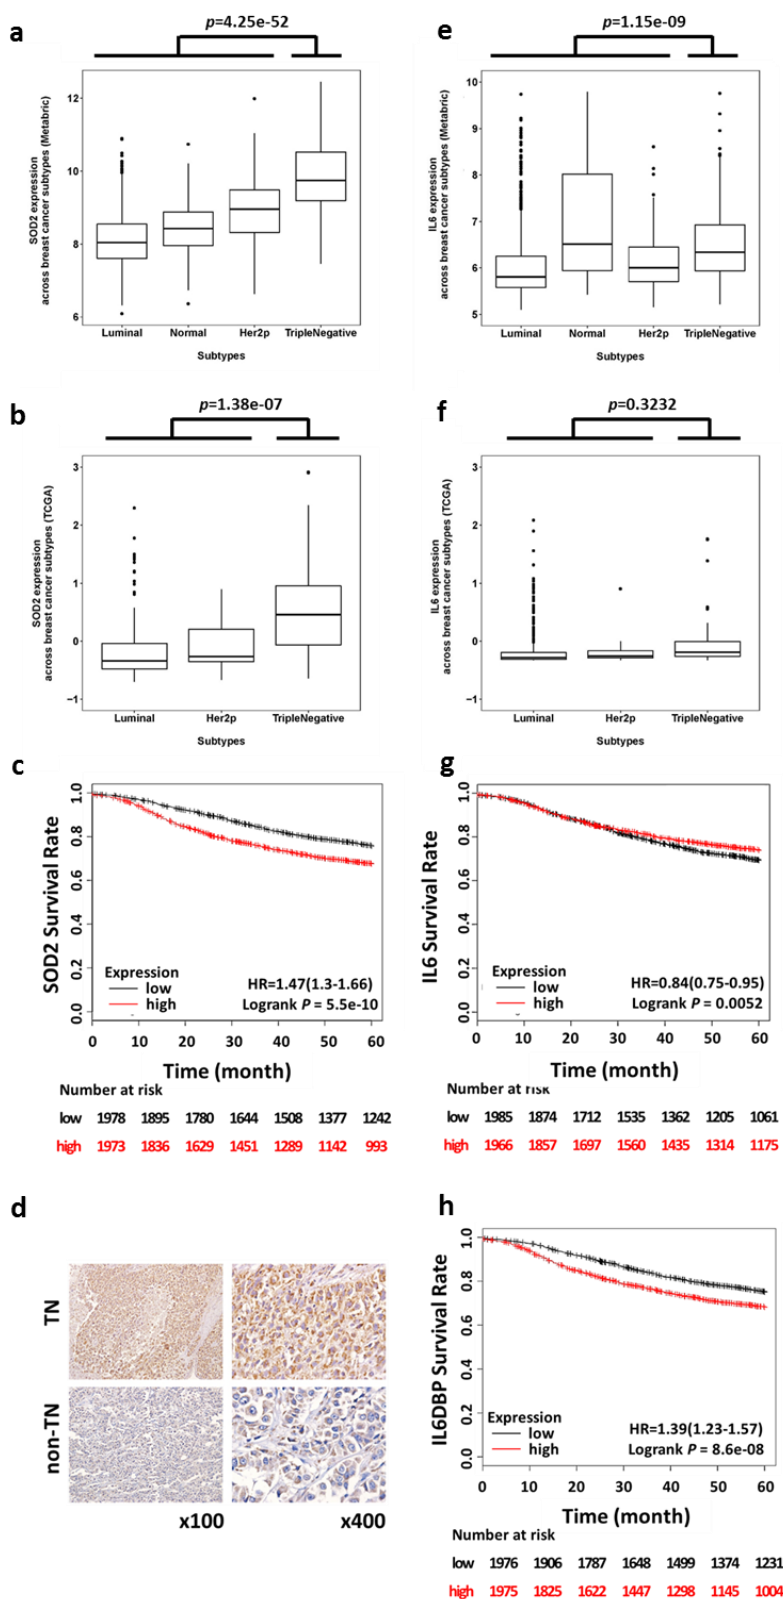 a
p=4.25e-52
SOD2 expression
across breast cancer subtypes (Metabric)
12
10
8
6
Luminal Normal Her2p TripleNegative
Subtypes
e
p=1.15e-09
IL6 expression
across breast cancer subtypes (Metabric)
10
9
8
7
6
5
Luminal Normal Her2p TripleNegative
Subtypes
b
p=1.38e-07
SOD2 expression
across breast cancer subtypes (TCGA)
3
2
1
0
−1
Luminal Her2p TripleNegative
Subtypes
f
p=0.3232
IL6 expression
across breast cancer subtypes (TCGA)
3
2
1
0
−1
Luminal Her2p TripleNegative
Subtypes
c
SOD2 Survival Rate
1.0
0.8
0.6
0.4
0.2
0.0
Expression
low
high
HR=1.47(1.3-1.66)
Logrank P = 5.5e-10
0 10 20 30 40 50 60
Time (month)
Number at risk
low 1978 1895 1780 1644 1508 1377 1242
high 1973 1836 1629 1451 1289 1142 993
g
IL6 Survival Rate
1.0
0.8
0.6
0.4
0.2
0.0
Expression
low
high
HR=0.84(0.75-0.95)
Logrank P = 0.0052
0 10 20 30 40 50 60
Time (month)
Number at risk
low 1985 1874 1712 1535 1362 1205 1061
high 1966 1857 1697 1560 1435 1314 1175
d
TN
non-TN
x100 x400
h
IL6DBP Survival Rate
1.0
0.8
0.6
0.4
0.2
0.0
Expression
low
high
HR=1.39(1.23-1.57)
Logrank P = 8.6e-08
0 10 20 30 40 50 60
Time (month)
Number at risk
low 1976 1906 1787 1648 1499 1374 1231
high 1975 1825 1622 1447 1298 1145 1004